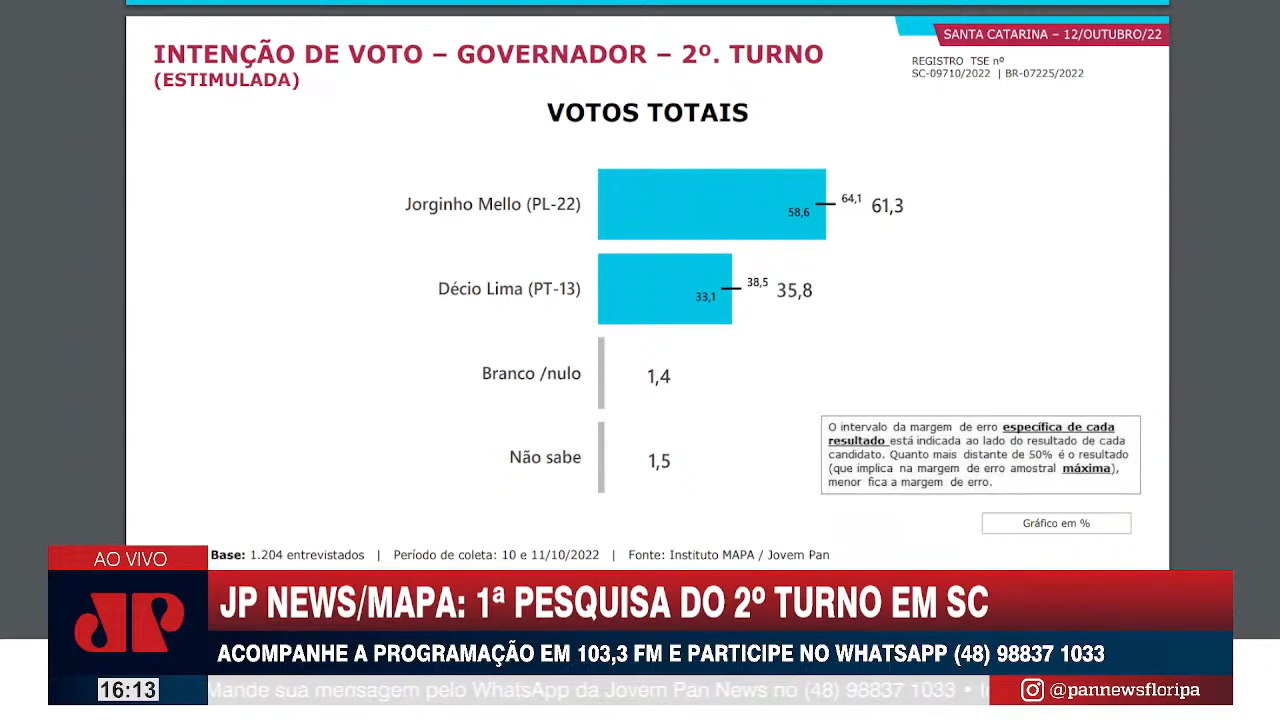 SANTA CATARINA – 12/OUTUBRO/22
INTENÇÃO DE VOTO – GOVERNADOR – 2º. TURNO
(ESTIMULADA)
REGISTRO TSE nº
SC-09710/2022 | BR-07225/2022
VOTOS TOTAIS
Jorginho Mello (PL-22) 58,6 64,1 61,3
Décio Lima (PT-13) 33,1 38,5 35,8
Branco /nulo 1,4
Não sabe 1,5
O intervalo da margem de erro específica de cada
resultado está indicada ao lado do resultado de cada
candidato. Quanto mais distante de 50% é o resultado
(que implica na margem de erro amostral máxima),
menor fica a margem de erro.
Gráfico em %
Base: 1.204 entrevistados | Período de coleta: 10 e 11/10/2022 | Fonte: Instituto MAPA / Jovem Pan
AO VIVO
JP
JP NEWS/MAPA: 1ª PESQUISA DO 2º TURNO EM SC
ACOMPANHE A PROGRAMAÇÃO EM 103,3 FM E PARTICIPE NO WHATSAPP (48) 98837 1033
16:13
Mande sua mensagem pelo WhatsApp da Jovem Pan News no (48) 98837 1033 •
@pannewsfloripa